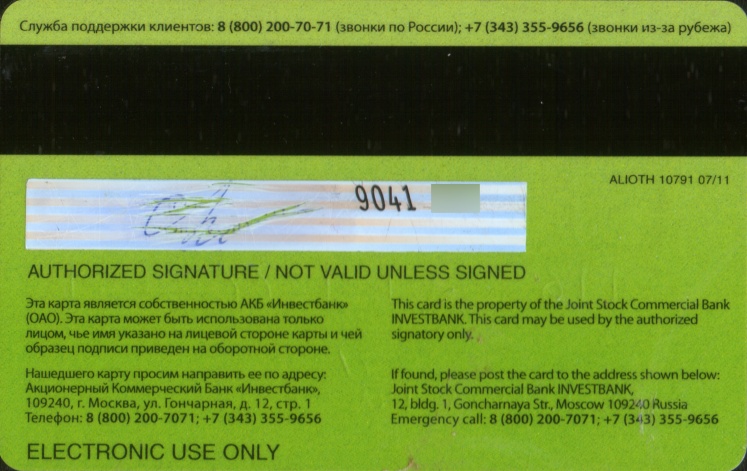 Служба поддержки клиентов: 8 (800) 200-70-71 (звонки по России); +7 (343) 355-9656 (звонки из-за рубежа)
ALIOTH 10791 07/11
9041
AUTHORIZED SIGNATURE / NOT VALID UNLESS SIGNED
Эта карта является собственностью АКБ «Инвестбанк»
(ОАО). Эта карта может быть использована только
лицом, чье имя указано на лицевой стороне карты и чей
образец подписи приведен на оборотной стороне.
Нашедшего карту просим направить ее по адресу:
Акционерный Коммерческий Банк «Инвестбанк»,
109240, г. Москва, ул. Гончарная, д. 12, стр. 1
Телефон: 8 (800) 200-7071; +7 (343) 355-9656
This card is the property of the Joint Stock Commercial Bank
INVESTBANK. This card may be used by the authorized
signatory only.
If found, please post the card to the address shown below:
Joint Stock Commercial Bank INVESTBANK,
12, bldg. 1, Goncharnaya Str., Moscow 109240 Russia
Emergency call: 8 (800) 200-7071; +7 (343) 355-9656
ELECTRONIC USE ONLY